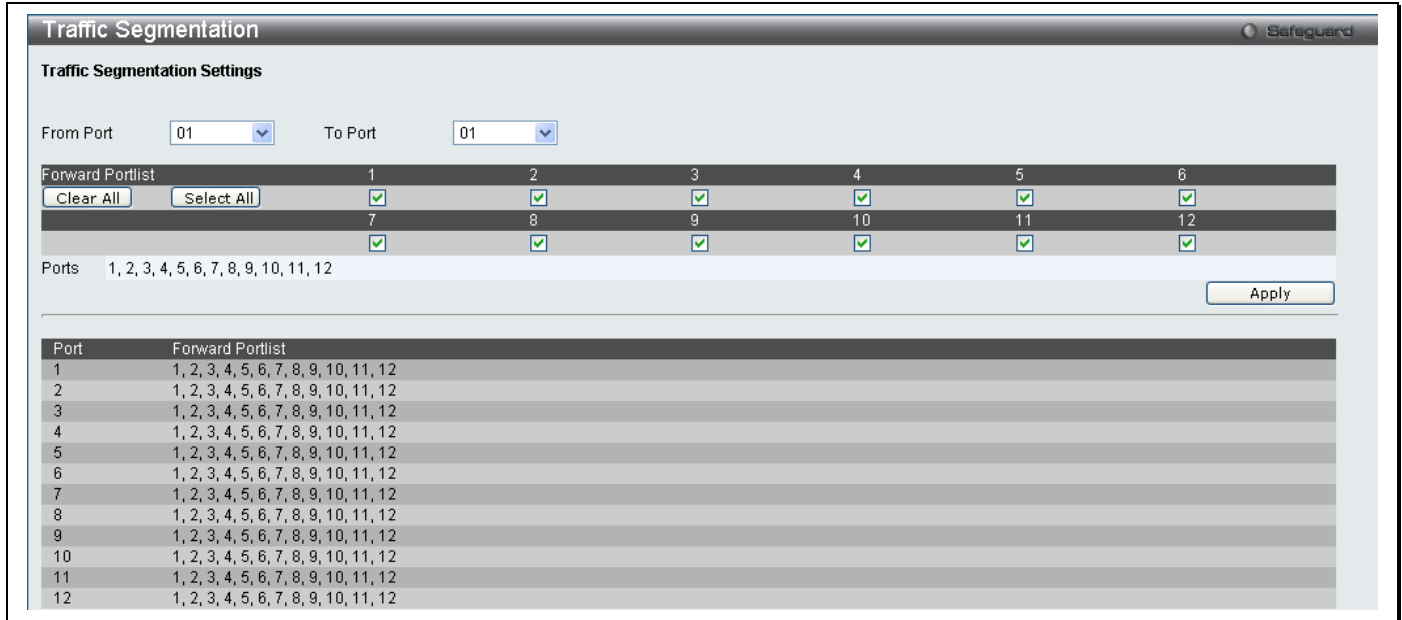 Traffic Segmentation Safeguard
Traffic Segmentation Settings
From Port 01 To Port 01
Forward Portlist 1 2 3 4 5 6
Clear All Select All
7 8 9 10 11 12
Ports 1, 2, 3, 4, 5, 6, 7, 8, 9, 10, 11, 12
Apply
Port Forward Portlist
1 1, 2, 3, 4, 5, 6, 7, 8, 9, 10, 11, 12
2 1, 2, 3, 4, 5, 6, 7, 8, 9, 10, 11, 12
3 1, 2, 3, 4, 5, 6, 7, 8, 9, 10, 11, 12
4 1, 2, 3, 4, 5, 6, 7, 8, 9, 10, 11, 12
5 1, 2, 3, 4, 5, 6, 7, 8, 9, 10, 11, 12
6 1, 2, 3, 4, 5, 6, 7, 8, 9, 10, 11, 12
7 1, 2, 3, 4, 5, 6, 7, 8, 9, 10, 11, 12
8 1, 2, 3, 4, 5, 6, 7, 8, 9, 10, 11, 12
9 1, 2, 3, 4, 5, 6, 7, 8, 9, 10, 11, 12
10 1, 2, 3, 4, 5, 6, 7, 8, 9, 10, 11, 12
11 1, 2, 3, 4, 5, 6, 7, 8, 9, 10, 11, 12
12 1, 2, 3, 4, 5, 6, 7, 8, 9, 10, 11, 12